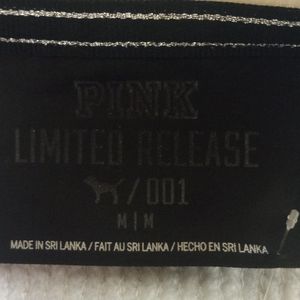 PINK
LIMITED RELEASE
/001
M|M
MADE IN SRI LANKA / FAIT AU SRI LANKA / HECHO EN SRI LANKA